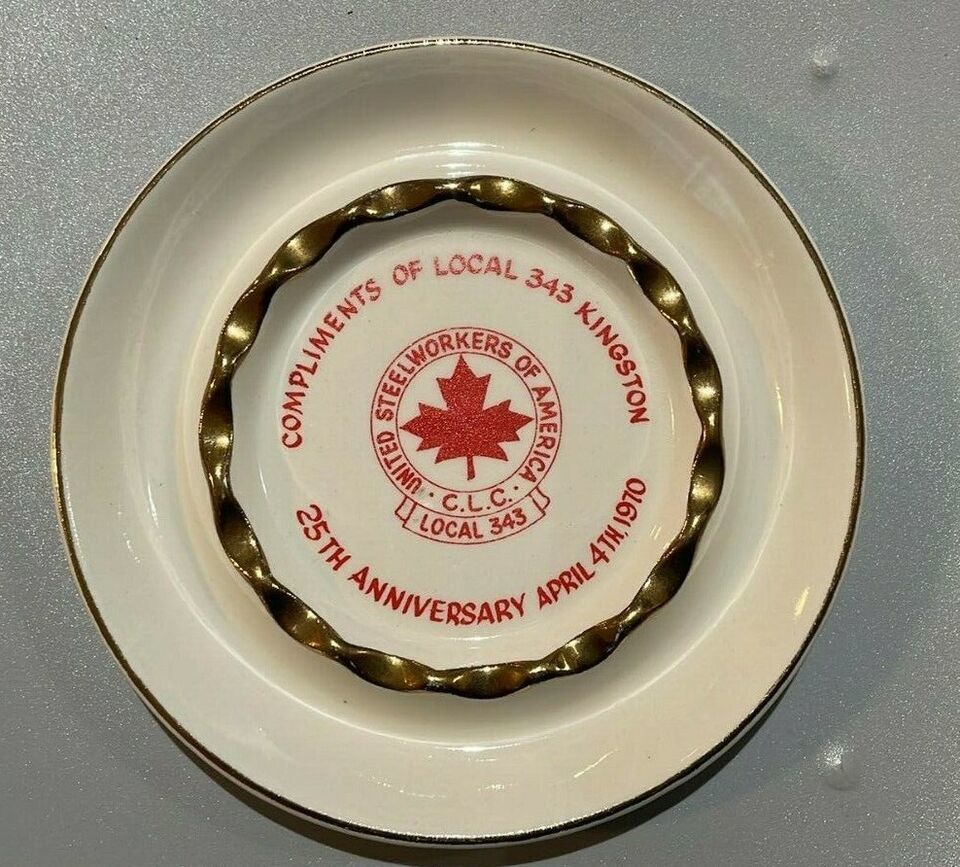 COMPLIMENTS OF LOCAL 343 KINGSTON
UNITED STEELWORKERS OF AMERICA
· C.L.C. ·
LOCAL 343
25TH ANNIVERSARY APRIL 4TH, 1970